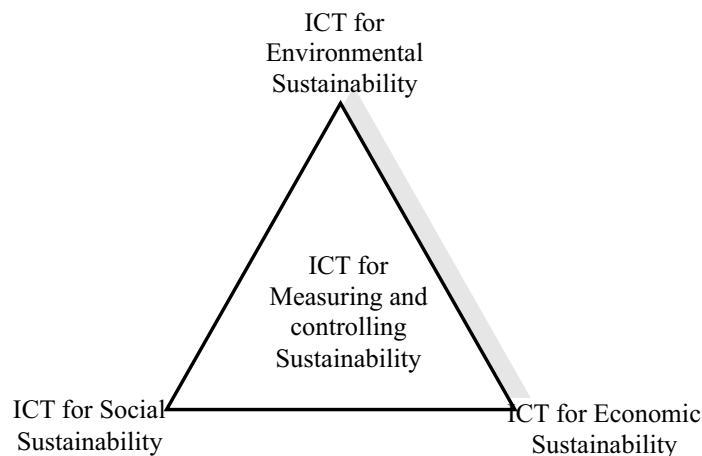 ICT for
Environmental
Sustainability
ICT for
Measuring and
controlling
Sustainability
ICT for Social
Sustainability
ICT for Economic
Sustainability